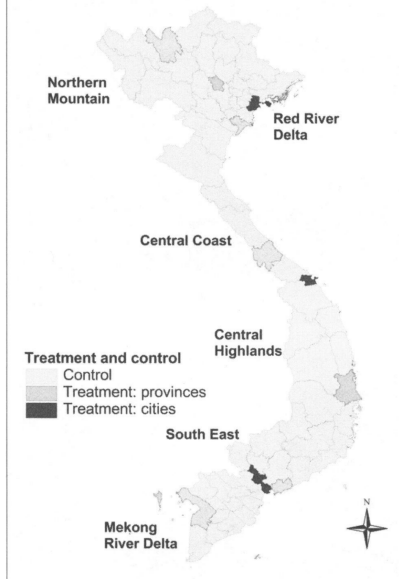 Northern
Mountain
Red River
Delta
Central Coast
Central
Highlands
Treatment and control
Control
Treatment: provinces
Treatment: cities
South East
N
Mekong
River Delta